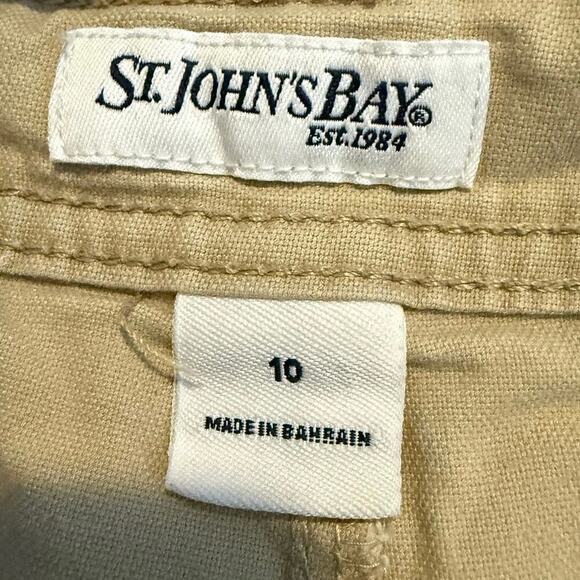 ST. JOHN'S BAY®
EST. 1984
10
MADE IN BAHRAIN